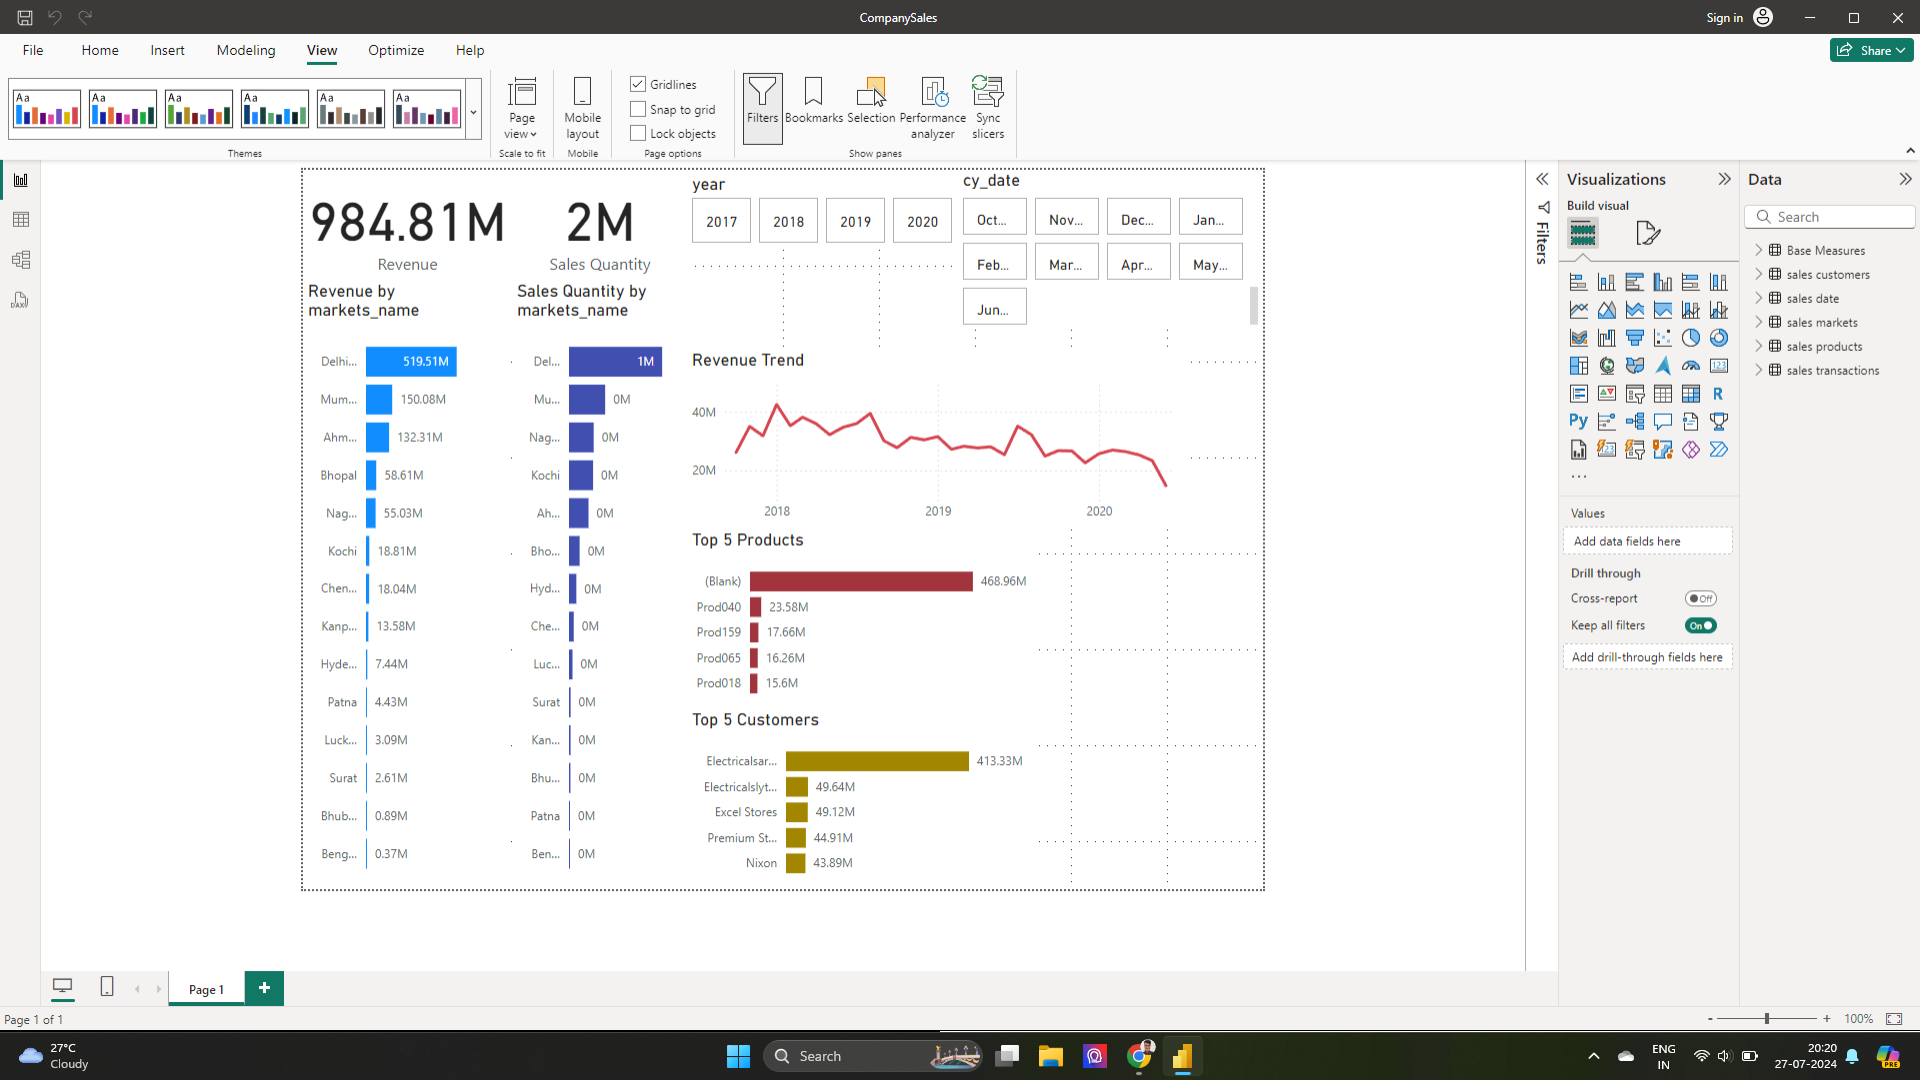 CompanySales
Sign in
File Home Insert Modeling View Optimize Help
Share
Aa Aa Aa Aa Aa Aa
Themes
Page view
Scale to fit
Mobile layout
Mobile
Gridlines
Snap to grid
Lock objects
Page options
Filters
Bookmarks
Selection
Performance analyzer
Sync slicers
Show panes
984.81M
Revenue
2M
Sales Quantity
year
2017 2018 2019 2020
cy_date
Oct... Nov... Dec... Jan...
Feb... Mar... Apr... May...
Jun...
Revenue by
markets_name
Delhi... 519.51M
Mum... 150.08M
Ahm... 132.31M
Bhopal 58.61M
Nag... 55.03M
Kochi 18.81M
Chen... 18.04M
Kanp... 13.58M
Hyde... 7.44M
Patna 4.43M
Luck... 3.09M
Surat 2.61M
Bhub... 0.89M
Beng... 0.37M
Sales Quantity by
markets_name
Del... 1M
Mu... 0M
Nag... 0M
Kochi 0M
Ah... 0M
Bho... 0M
Hyd... 0M
Che... 0M
Luc... 0M
Surat 0M
Kan... 0M
Bhu... 0M
Patna 0M
Ben... 0M
Revenue Trend
40M
20M
2018 2019 2020
Top 5 Products
(Blank) 468.96M
Prod040 23.58M
Prod159 17.66M
Prod065 16.26M
Prod018 15.6M
Top 5 Customers
Electricalsar... 413.33M
Electricalslyt... 49.64M
Excel Stores 49.12M
Premium St... 44.91M
Nixon 43.89M
Filters
Visualizations
Build visual
123
R
Py
123
...
Values
Add data fields here
Drill through
Cross-report Off
Keep all filters On
Add drill-through fields here
Data
Search
Base Measures
sales customers
sales date
sales markets
sales products
sales transactions
DAX
Page 1
+
Page 1 of 1
- + 100%
27°C
Cloudy
Search
ENG
IN
20:20
27-07-2024
PRE